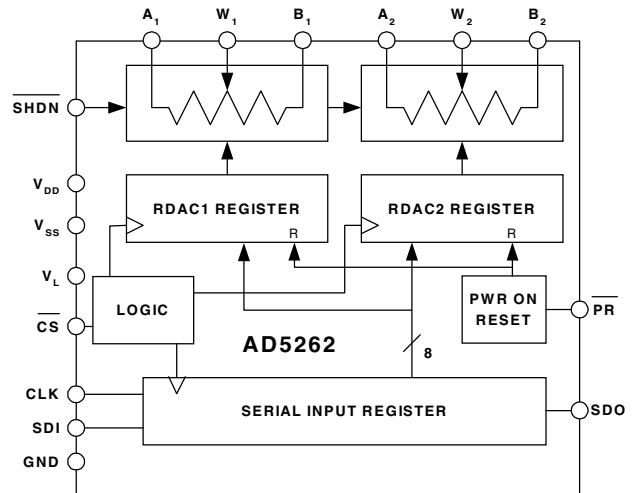 A1 W1 B1 A2 W2 B2
SHDN
VDD
RDAC1 REGISTER
RDAC2 REGISTER
VSS
R
R
VL
LOGIC
PWR ON
RESET
CS
PR
AD5262
8
CLK
SERIAL INPUT REGISTER
SDO
SDI
GND